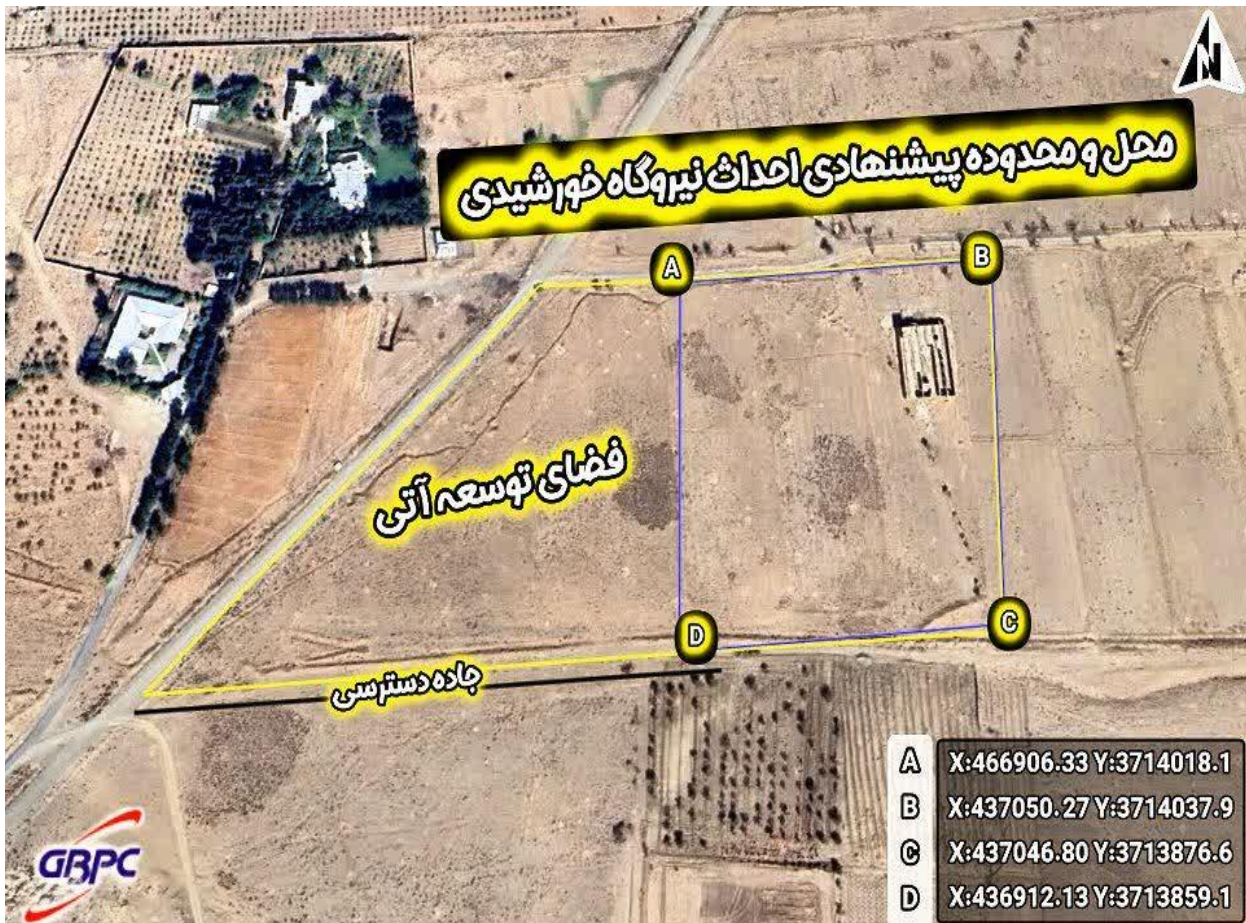 N
محل و محدوده پیشنهادی احداث نیروگاه خورشیدی
A
B
فضای توسعه آتی
D
C
جاده دسترسی
A X:466906.33 Y:3714018.1
B X:437050.27 Y:3714037.9
C X:437046.80 Y:3713876.6
D X:436912.13 Y:3713859.1
GBPC